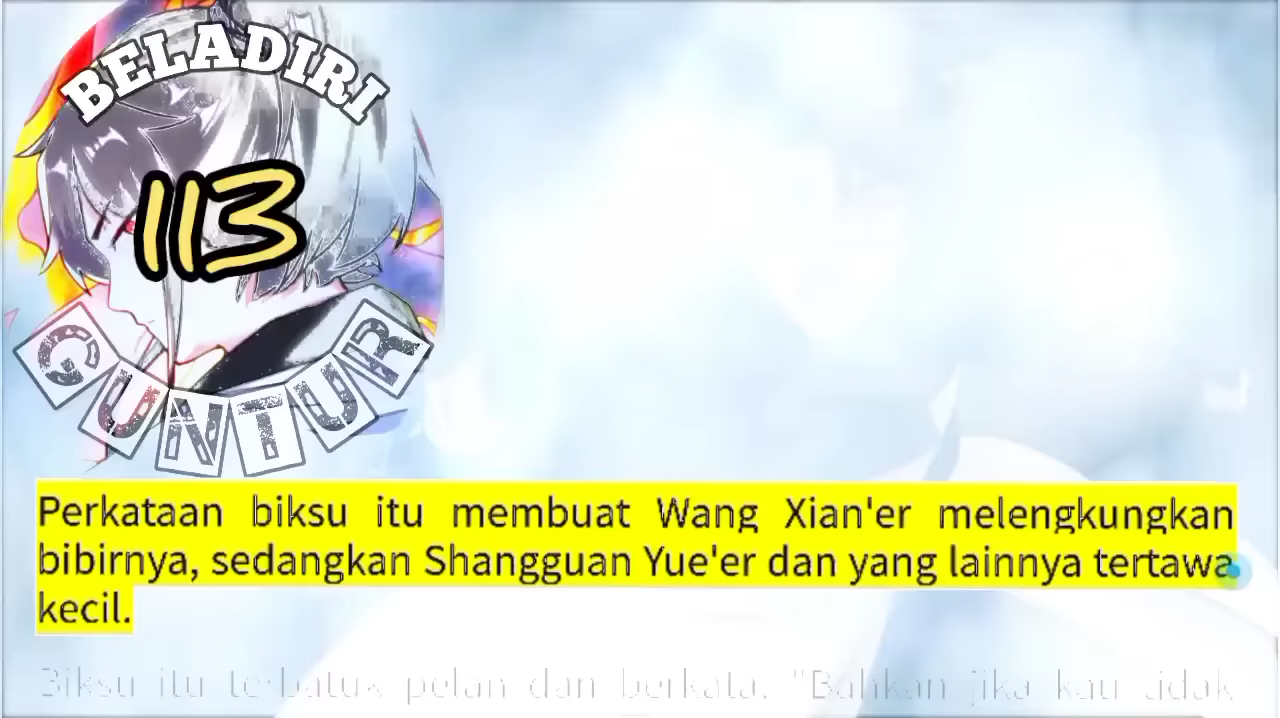 BELADIRI
113
GUNTUR
Perkataan biksu itu membuat Wang Xian'er melengkungkan
bibirnya, sedangkan Shangguan Yue'er dan yang lainnya tertawa
kecil.
Biksu itu terbatuk pelan dan berkata. "Bahkan jika kau tidak